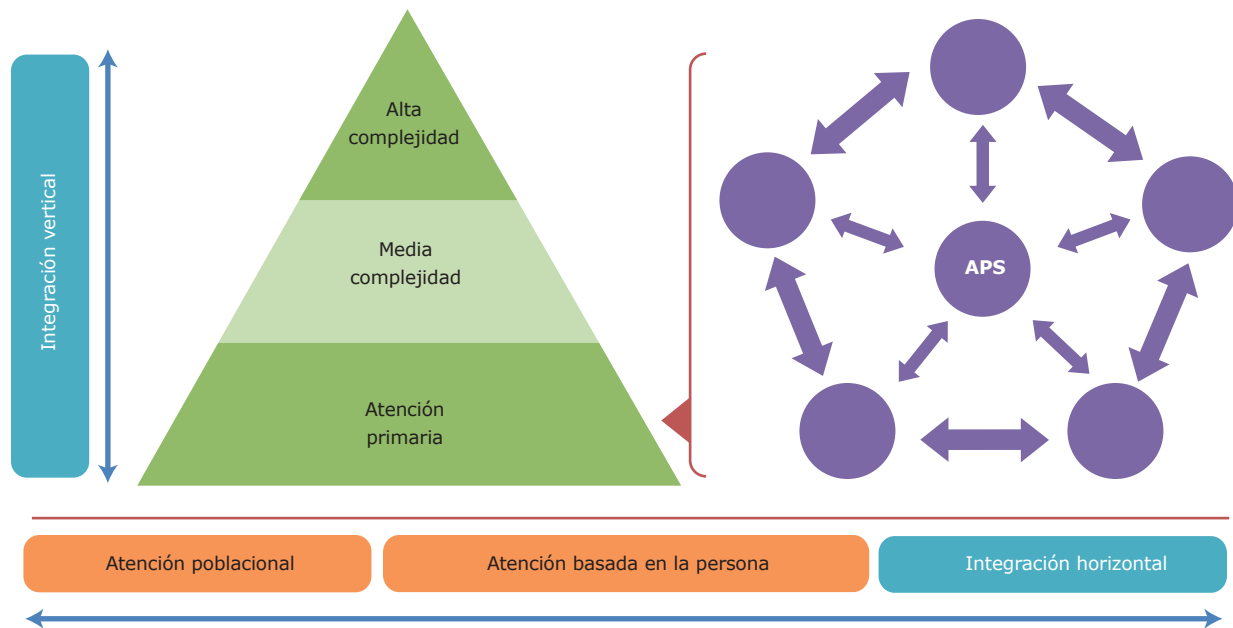 Integración vertical
Alta
complejidad
Media
complejidad
Atención
primaria
APS
Atención poblacional
Atención basada en la persona
Integración horizontal